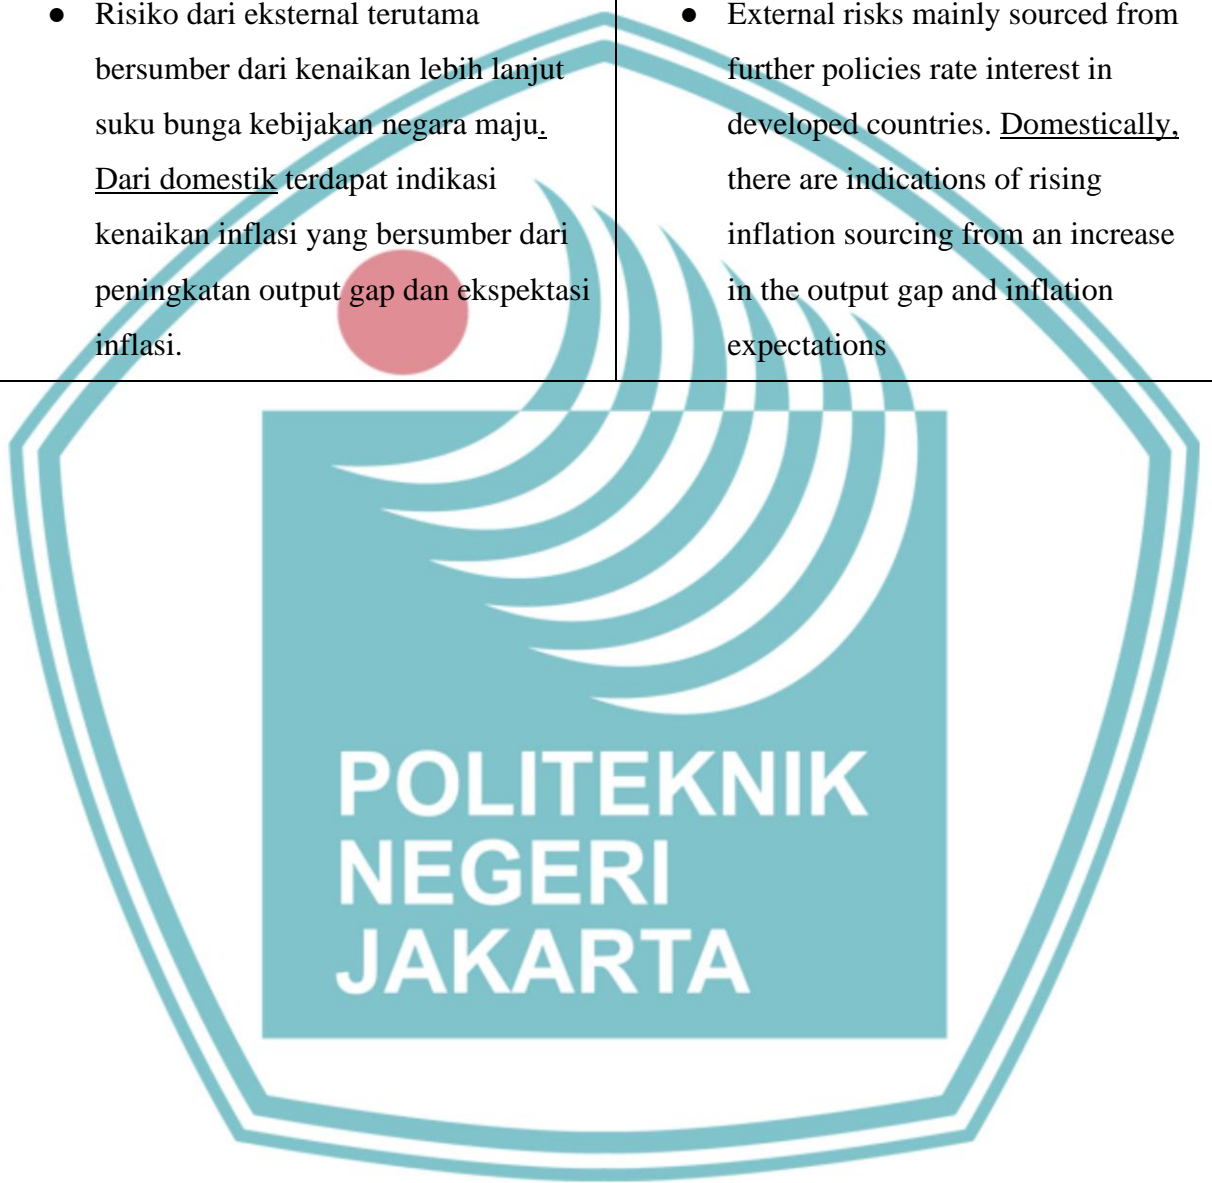 ● Risiko dari eksternal terutama
bersumber dari kenaikan lebih lanjut
suku bunga kebijakan negara maju.
Dari domestik terdapat indikasi
kenaikan inflasi yang bersumber dari
peningkatan output gap dan ekspektasi
inflasi.
● External risks mainly sourced from
further policies rate interest in
developed countries. Domestically,
there are indications of rising
inflation sourcing from an increase
in the output gap and inflation
expectations
POLITEKNIK
NEGERI
JAKARTA